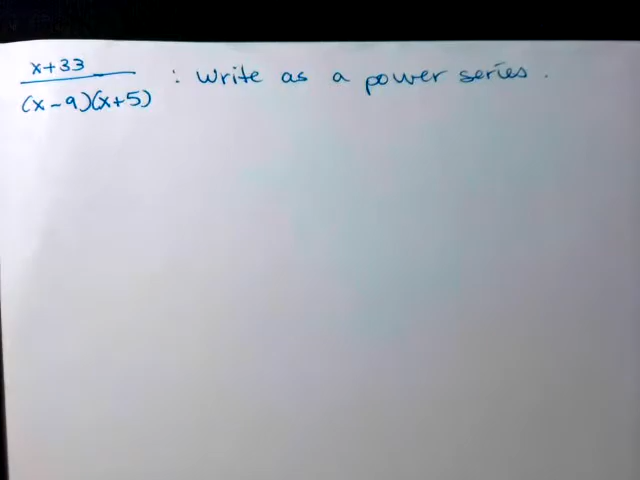 x+33
(x-9)(x+5) : Write as a power series.